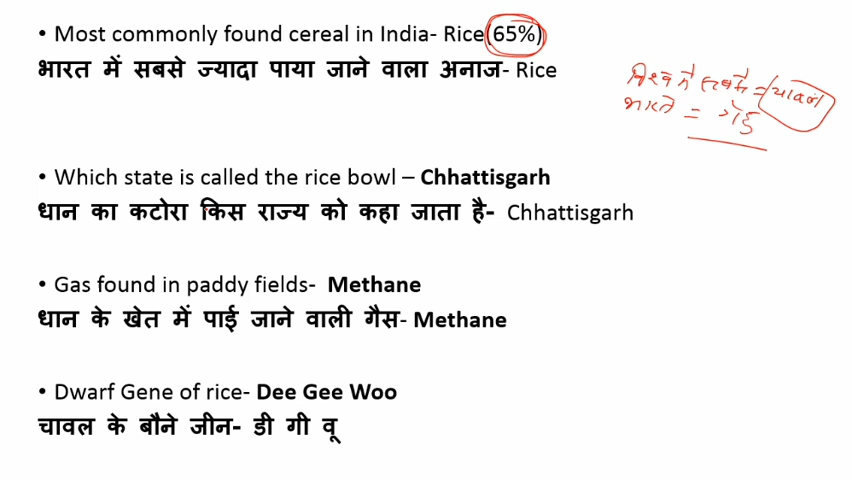 • Most commonly found cereal in India- Rice(65%)
भारत में सबसे ज्यादा पाया जाने वाला अनाज- Rice
विश्व में = चावल
भारत = गेहूँ
• Which state is called the rice bowl – Chhattisgarh
धान का कटोरा किस राज्य को कहा जाता है- Chhattisgarh
• Gas found in paddy fields- Methane
धान के खेत में पाई जाने वाली गैस- Methane
• Dwarf Gene of rice- Dee Gee Woo
चावल के बौने जीन- डी गी वू